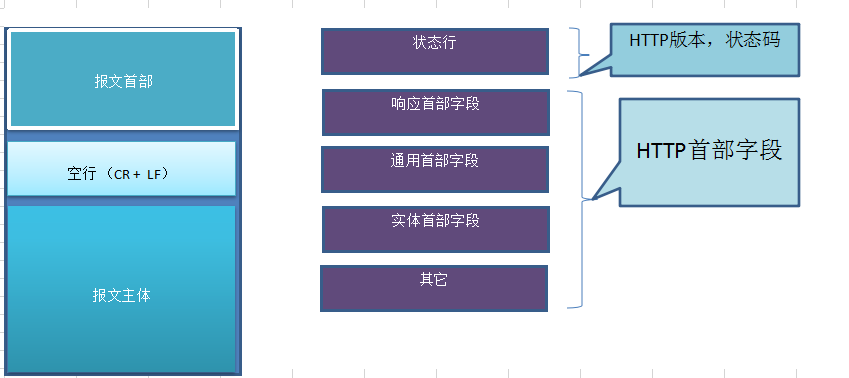 报文首部
空行（CR + LF）
报文主体
状态行
响应首部字段
通用首部字段
实体首部字段
其它
HTTP版本，状态码
HTTP首部字段